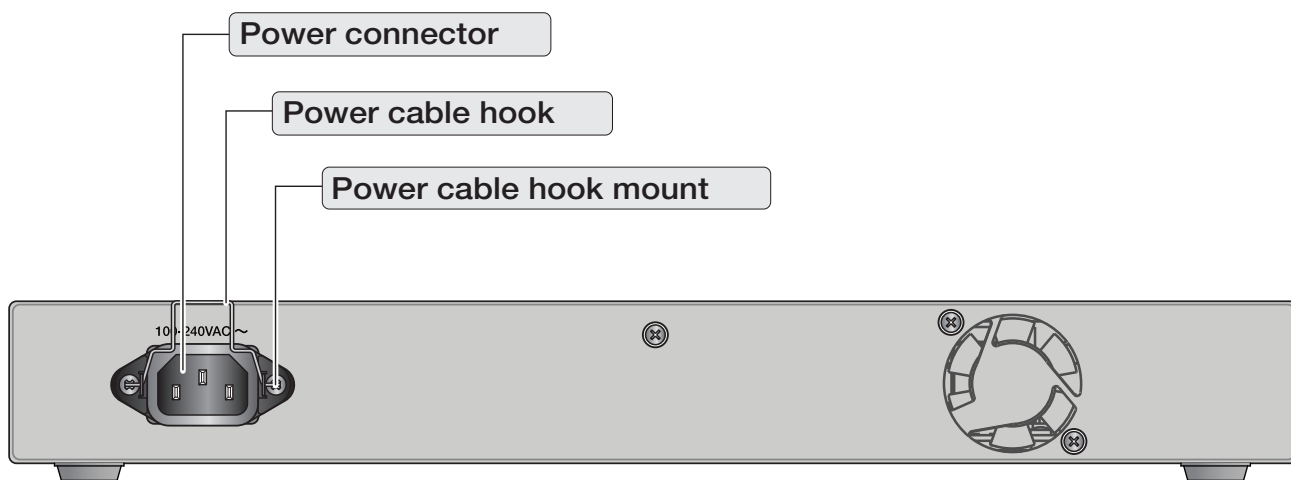 Power connector
Power cable hook
Power cable hook mount
100-240VAC ～